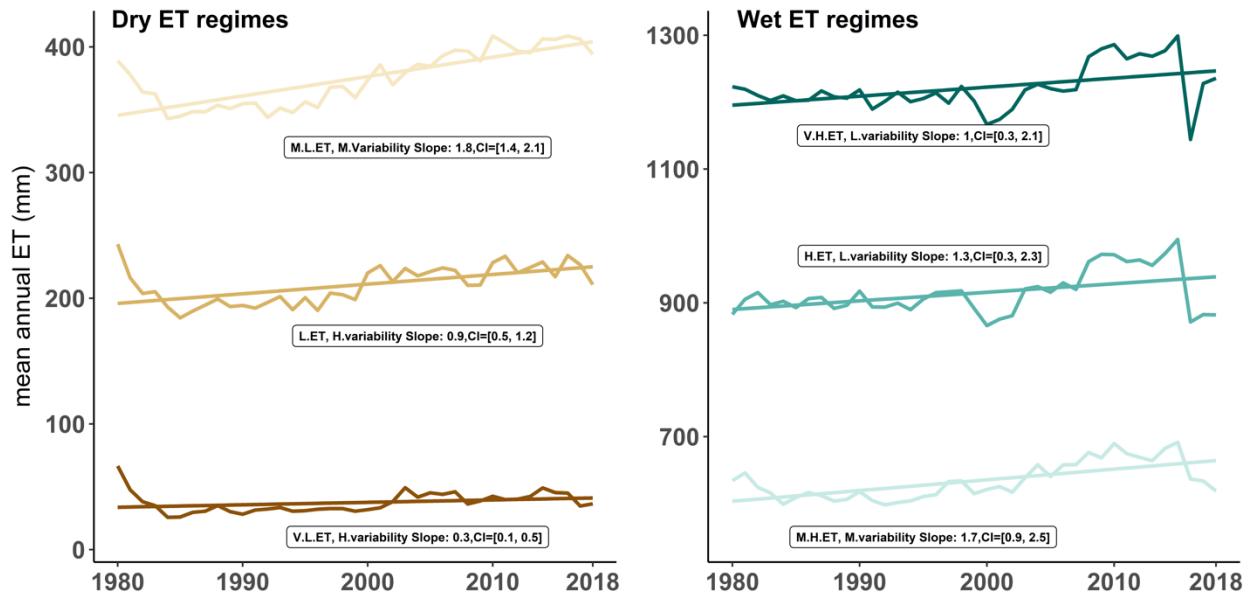 Dry ET regimes
mean annual ET (mm)
400
300
200
100
0
M.L.ET, M.Variability Slope: 1.8,CI=[1.4, 2.1]
L.ET, H.variability Slope: 0.9,CI=[0.5, 1.2]
V.L.ET, H.variability Slope: 0.3,CI=[0.1, 0.5]
1980 1990 2000 2010 2018
Wet ET regimes
1300
1100
900
700
V.H.ET, L.variability Slope: 1,CI=[0.3, 2.1]
H.ET, L.variability Slope: 1.3,CI=[0.3, 2.3]
M.H.ET, M.variability Slope: 1.7,CI=[0.9, 2.5]
1980 1990 2000 2010 2018